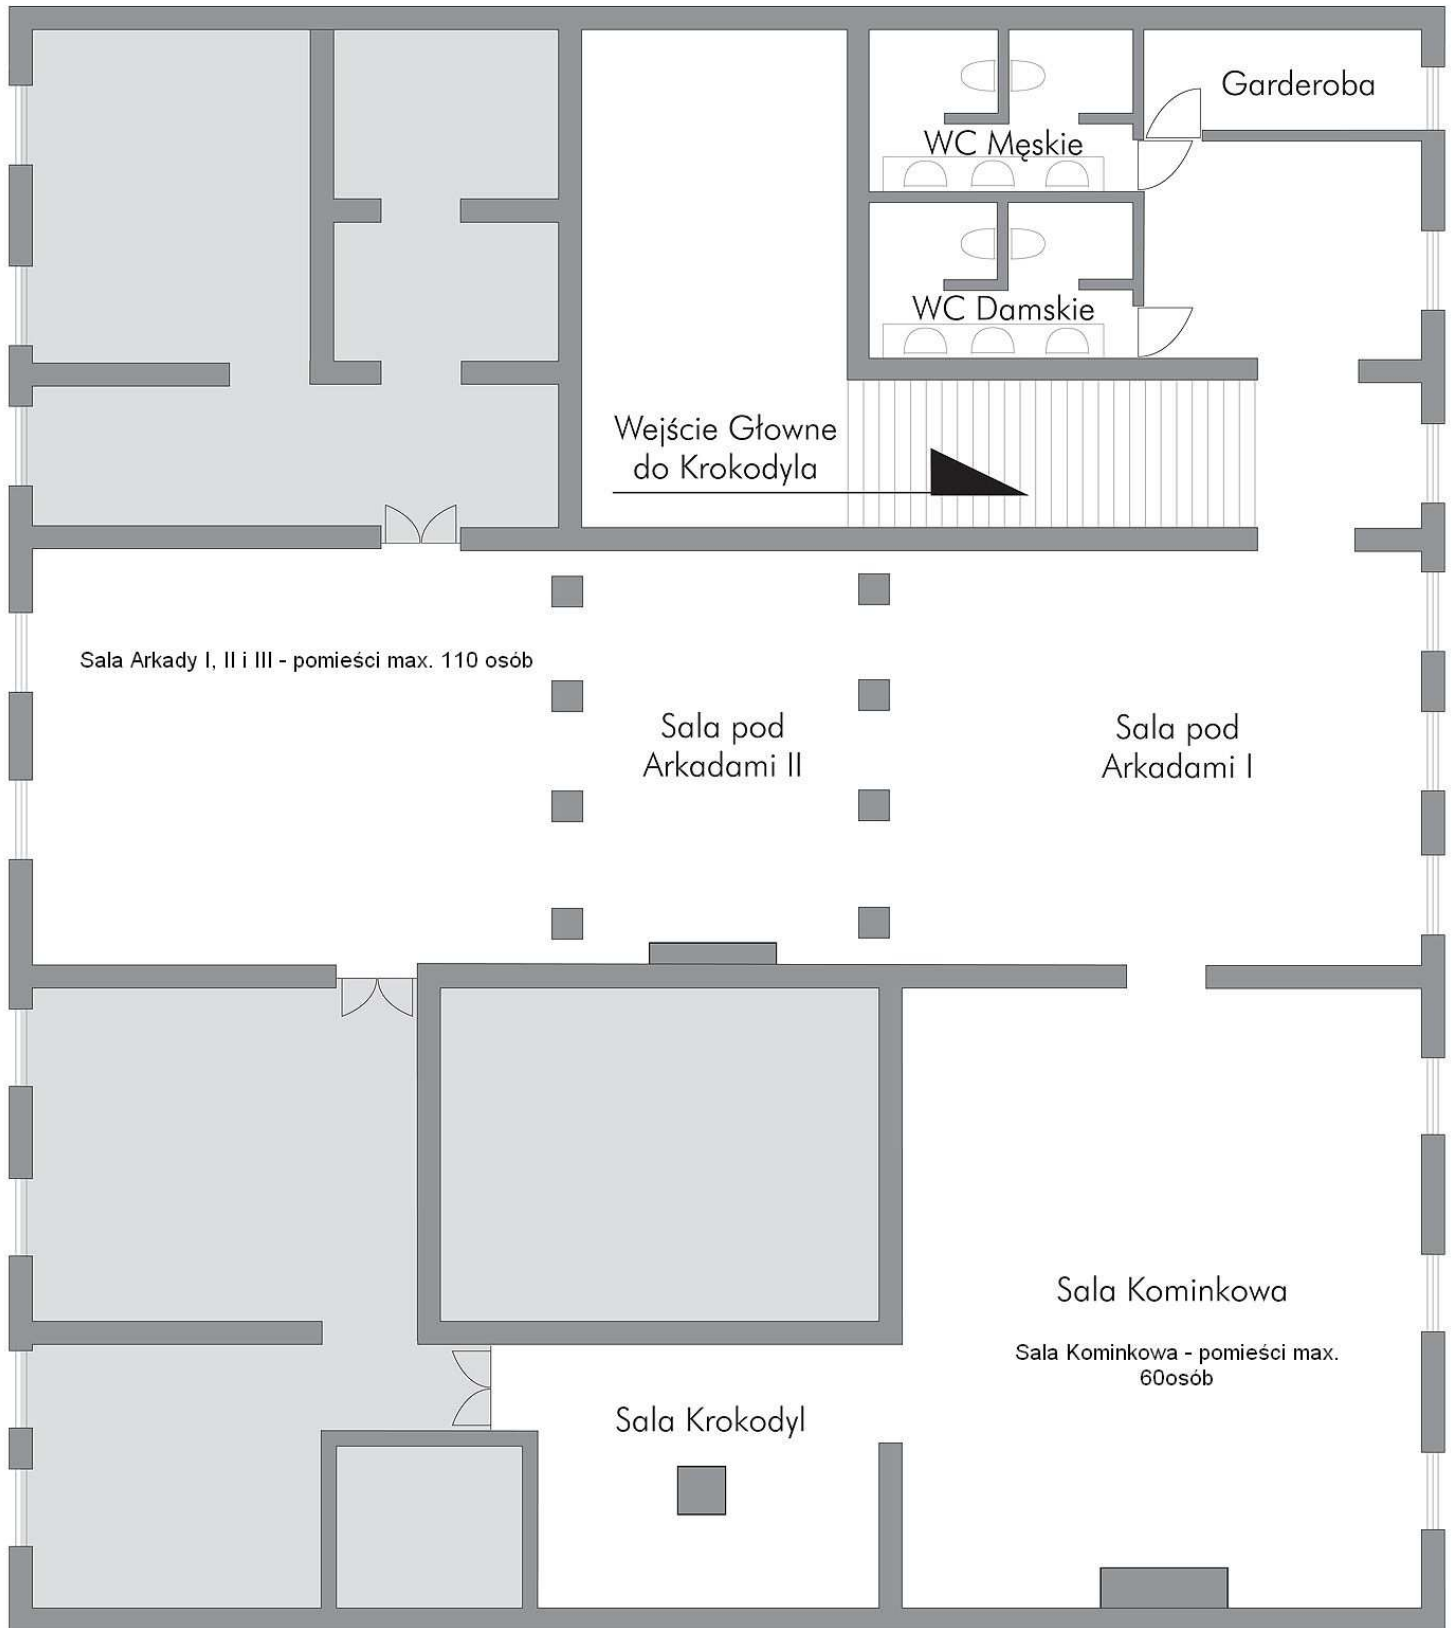 Garderoba
WC Męskie
WC Damskie
Wejście Głowne
do Krokodyla
Sala Arkady I, II i III - pomieści max. 110 osób
Sala pod
Arkadami II
Sala pod
Arkadami I
Sala Kominkowa
Sala Kominkowa - pomieści max.
60osób
Sala Krokodyl